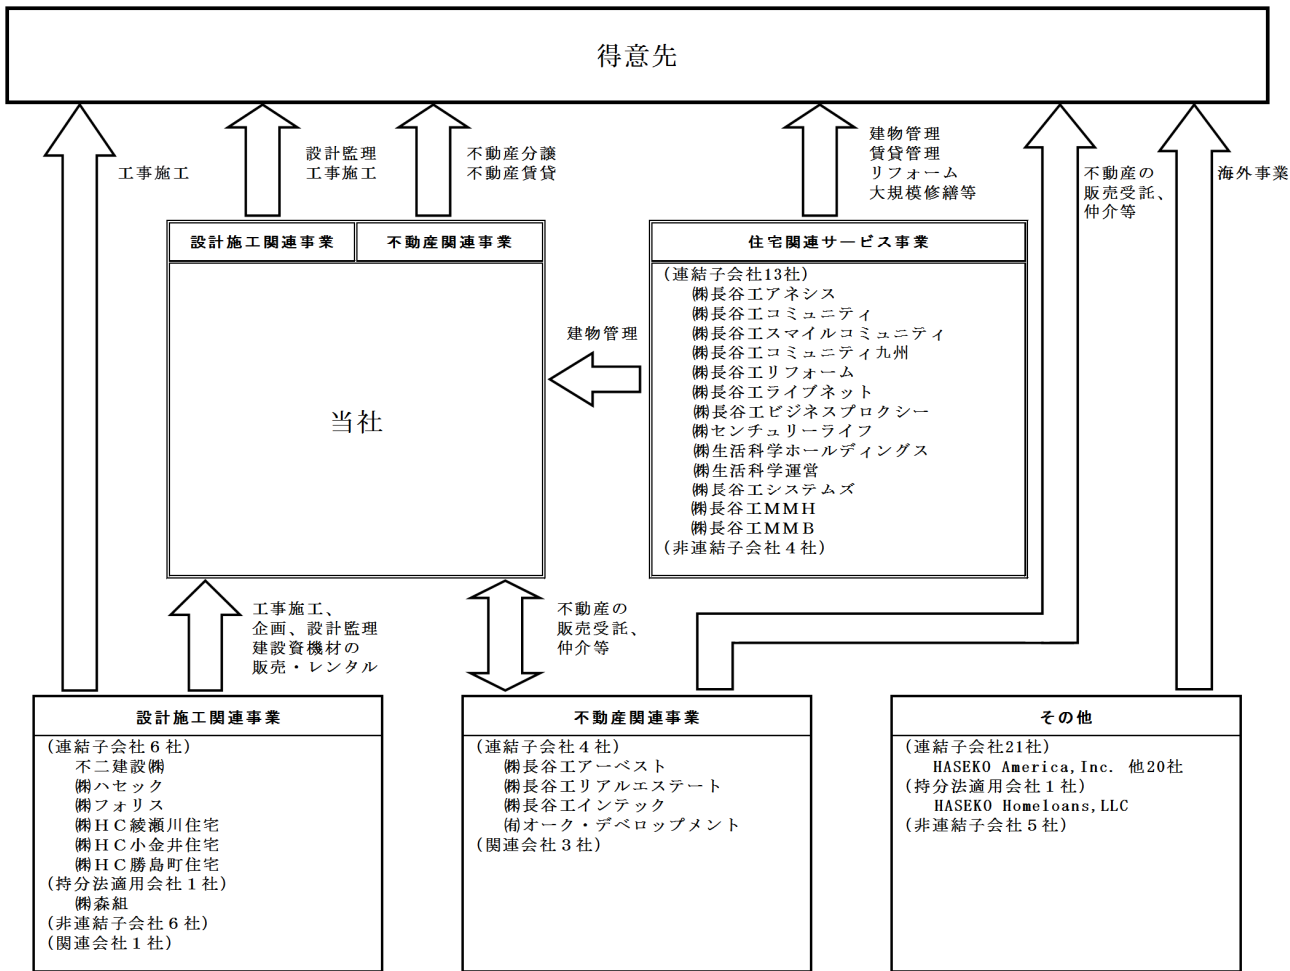 得意先
工事施工
設計監理
工事施工
不動産分譲
不動産賃貸
建物管理
賃貸管理
リフォーム
大規模修繕等
不動産の
販売受託、
仲介等
海外事業
設計施工関連事業
不動産関連事業
当社
建物管理
住宅関連サービス事業
(連結子会社13社)
㈱長谷工アネシス
㈱長谷工コミュニティ
㈱長谷工スマイルコミュニティ
㈱長谷工コミュニティ九州
㈱長谷工リフォーム
㈱長谷工ライブネット
㈱長谷工ビジネスプロクシー
㈱センチュリーライフ
㈱生活科学ホールディングス
㈱生活科学運営
㈱長谷工システムズ
㈱長谷工ＭＭＨ
㈱長谷工ＭＭＢ
(非連結子会社４社)
工事施工、
企画、設計監理
建設資機材の
販売・レンタル
不動産の
販売受託、
仲介等
設計施工関連事業
(連結子会社６社)
不二建設㈱
㈱ハセック
㈱フォリス
㈱ＨＣ綾瀬川住宅
㈱ＨＣ小金井住宅
㈱ＨＣ勝島町住宅
(持分法適用会社１社)
㈱森組
(非連結子会社６社)
(関連会社１社)
不動産関連事業
(連結子会社４社)
㈱長谷工アーベスト
㈱長谷工リアルエステート
㈱長谷工インテック
㈲オーク・デベロップメント
(関連会社３社)
その他
(連結子会社21社)
HASEKO America,Inc. 他20社
(持分法適用会社１社)
HASEKO Homeloans,LLC
(非連結子会社５社)